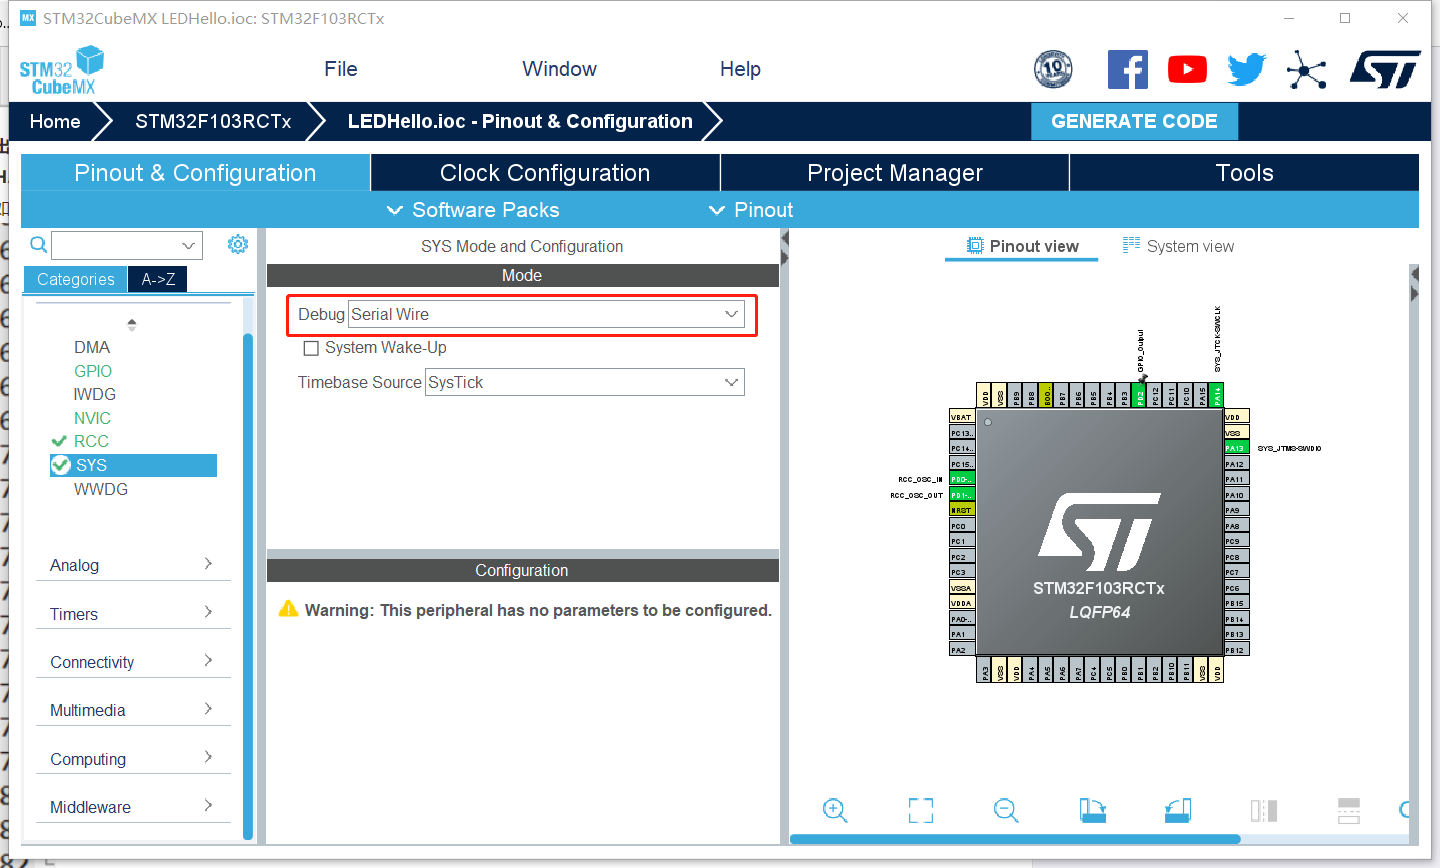 STM32CubeMX LEDHello.ioc: STM32F103RCTx
MX
STM32
CubeMX
File
Window
Help
10
ST
Home
STM32F103RCTx
LEDHello.ioc - Pinout & Configuration
GENERATE CODE
Pinout & Configuration
Clock Configuration
Project Manager
Tools
Software Packs
Pinout
Categories
A->Z
DMA
GPIO
IWDG
NVIC
RCC
SYS
WWDG
Analog
Timers
Connectivity
Multimedia
Computing
Middleware
SYS Mode and Configuration
Mode
Debug Serial Wire
System Wake-Up
Timebase Source SysTick
Configuration
Warning: This peripheral has no parameters to be configured.
Pinout view
System view
GPIO_Output
SYS_JTCK-SWCLK
VDD
VSS
PB9
PB8
BOO..
PB7
PB6
PB5
PB4
PB3
PD2
PC12
PC11
PC10
PA15
PA14
VBAT
PC13..
PC14..
PC15..
RCC_OSC_IN
PD0-..
RCC_OSC_OUT
PD1-..
NRST
PC0
PC1
PC2
PC3
VSSA
VDDA
PA0-..
PA1
PA2
VDD
VSS
PA13
SYS_JTMS-SWDIO
PA12
PA11
PA10
PA9
PA8
PC9
PC8
PC7
PC6
PB15
PB14
PB13
PB12
ST
STM32F103RCTx
LQFP64
PA3
VSS
VDD
PA4
PA5
PA6
PA7
PC4
PC5
PB0
PB1
PB2
PB10
PB11
VSS
VDD